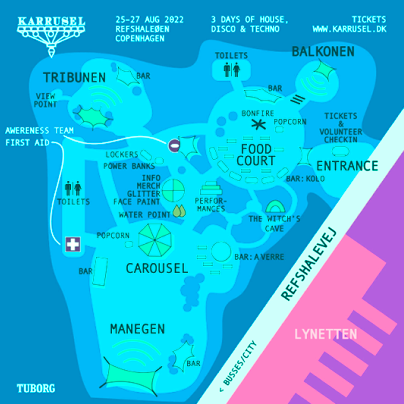 KARRUSEL
25-27 AUG 2022
REFSHALEØEN
COPENHAGEN
3 DAYS OF HOUSE,
DISCO & TECHNO
TICKETS
WWW.KARRUSEL.DK
TOILETS
BALKONEN
TRIBUNEN
BAR
BAR
VIEW
POINT
BONFIRE
POPCORN
TICKETS
&
VOLUNTEER
CHECKIN
AWERENESS TEAM
FIRST AID
LOCKERS
POWER BANKS
FOOD
COURT
ENTRANCE
BAR:KOLO
INFO
MERCH
GLITTER
FACE PAINT
WATER POINT
TOILETS
PERFOR-
MANGES
THE WITCH'S
CAVE
POPCORN
BAR
CAROUSEL
BAR:AVERRE
REFSHALEVEJ
MANEGEN
BAR
LYNETTEN
< BUSSES/CITY
TUBORG